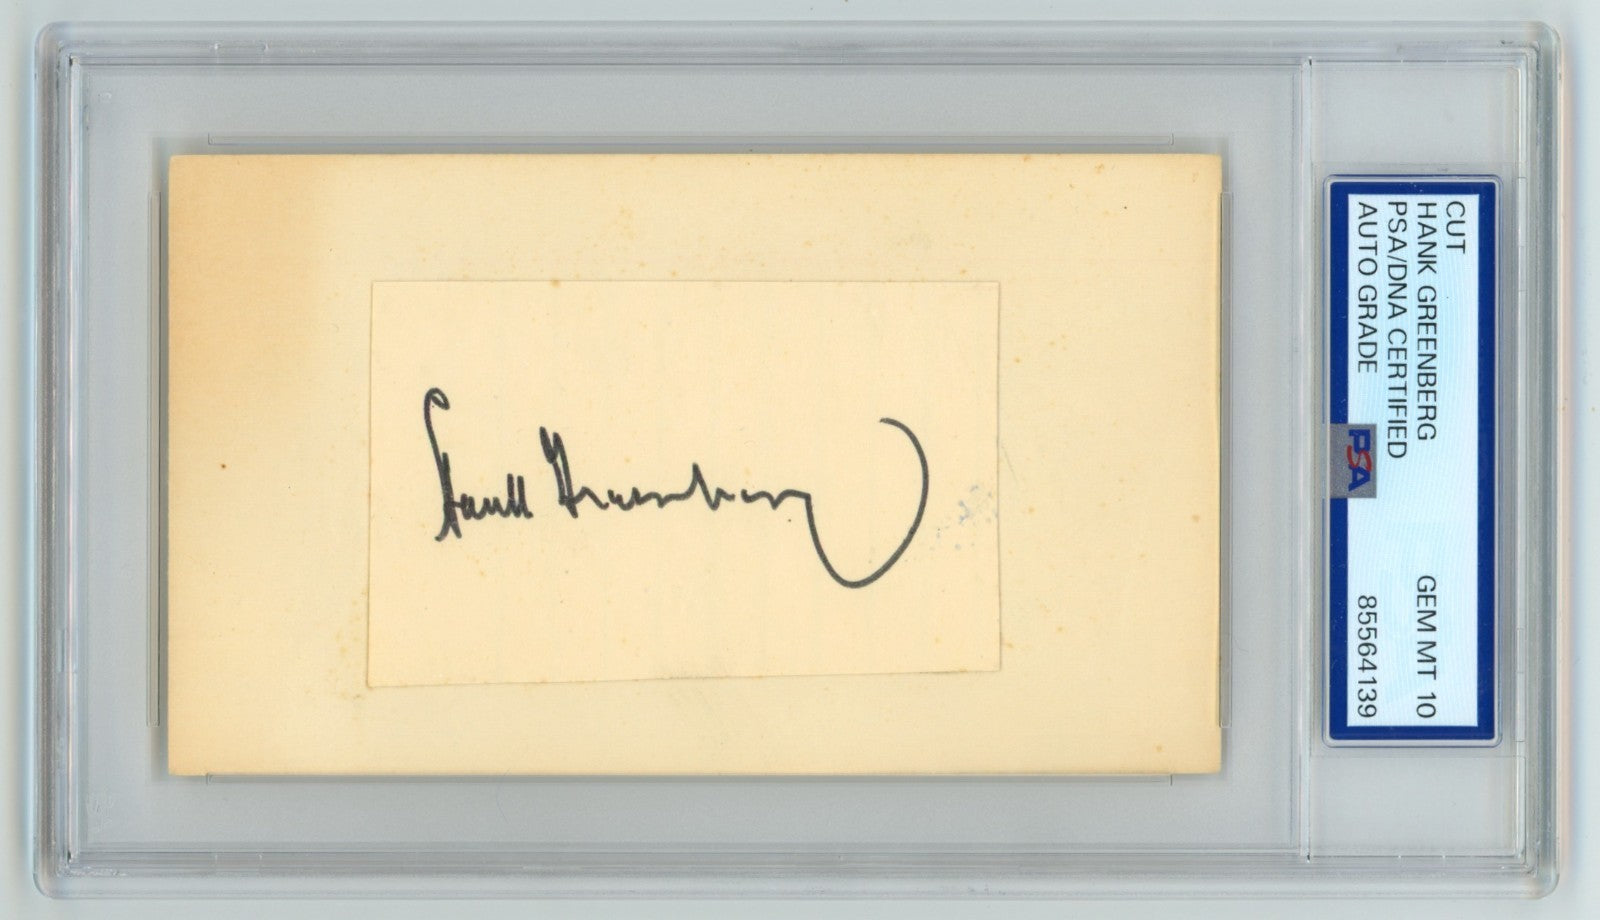 Hank Greenberg
CUT
HANK GREENBERG
PSA/DNA CERTIFIED
AUTO GRADE
GEM MT 10
85564139
PSA